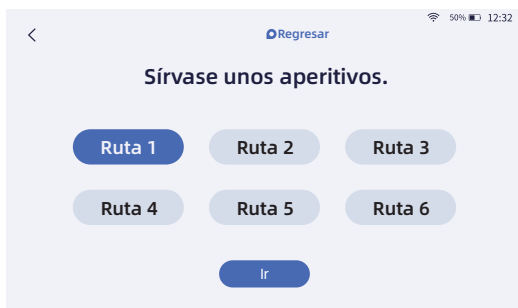 50% 12:32
Regresar
Sírvase unos aperitivos.
Ruta 1 Ruta 2 Ruta 3
Ruta 4 Ruta 5 Ruta 6
Ir